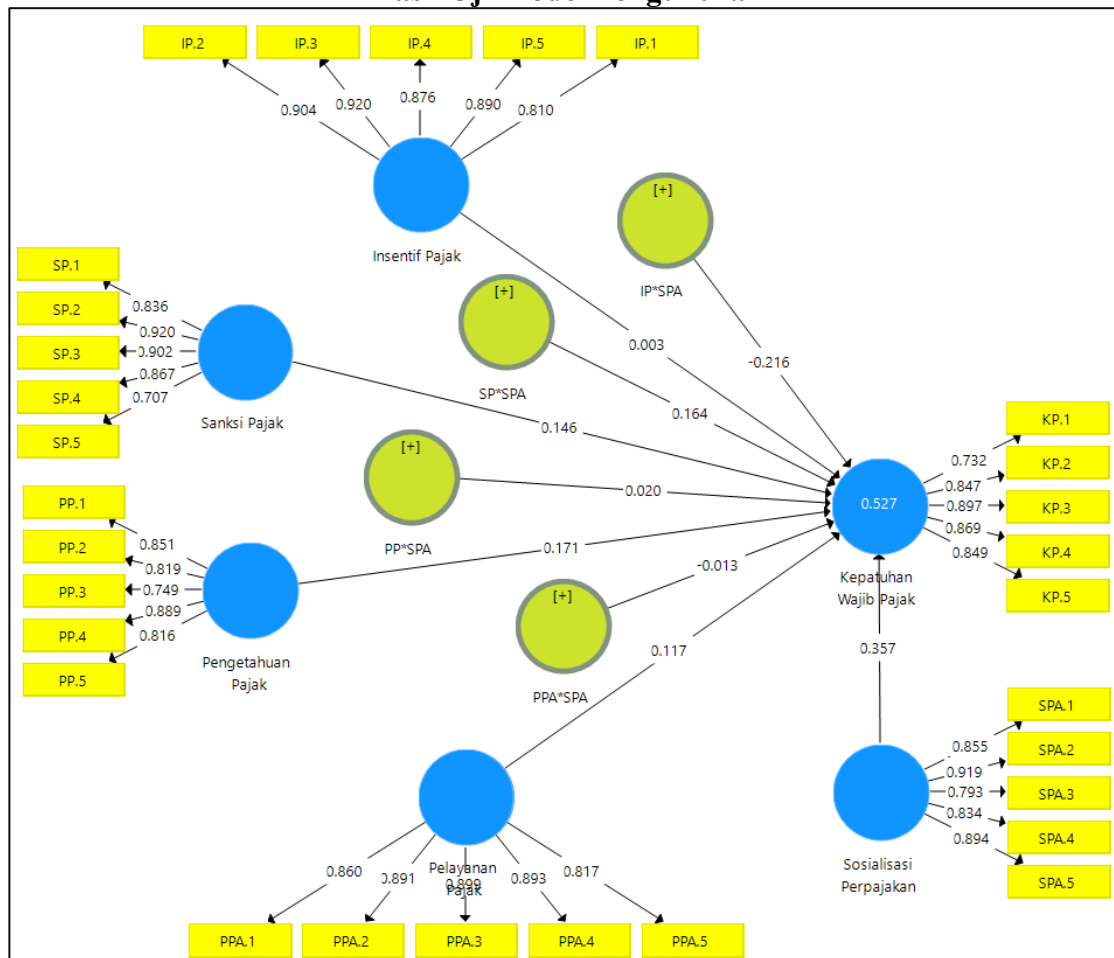 IP.2 IP.3 IP.4 IP.5 IP.1
0.904 0.920 0.876 0.890 0.810
Insentif Pajak
[+]
IP*SPA
[+]
SP*SPA
0.003
-0.216
0.164
SP.1
SP.2
SP.3
SP.4
SP.5
0.836
0.920
0.902
0.867
0.707
Sanksi Pajak
0.146
[+]
PP*SPA
0.020
PP.1
PP.2
PP.3
PP.4
PP.5
0.851
0.819
0.749
0.889
0.816
Pengetahuan
Pajak
0.171
[+]
PPA*SPA
-0.013
0.117
0.527
Kepatuhan
Wajib Pajak
0.732
0.847
0.897
0.869
0.849
KP.1
KP.2
KP.3
KP.4
KP.5
0.357
Sosialisasi
Perpajakan
0.855
0.919
0.793
0.834
0.894
SPA.1
SPA.2
SPA.3
SPA.4
SPA.5
Pelayanan
Pajak
0.860 0.891 0.899 0.893 0.817
PPA.1 PPA.2 PPA.3 PPA.4 PPA.5